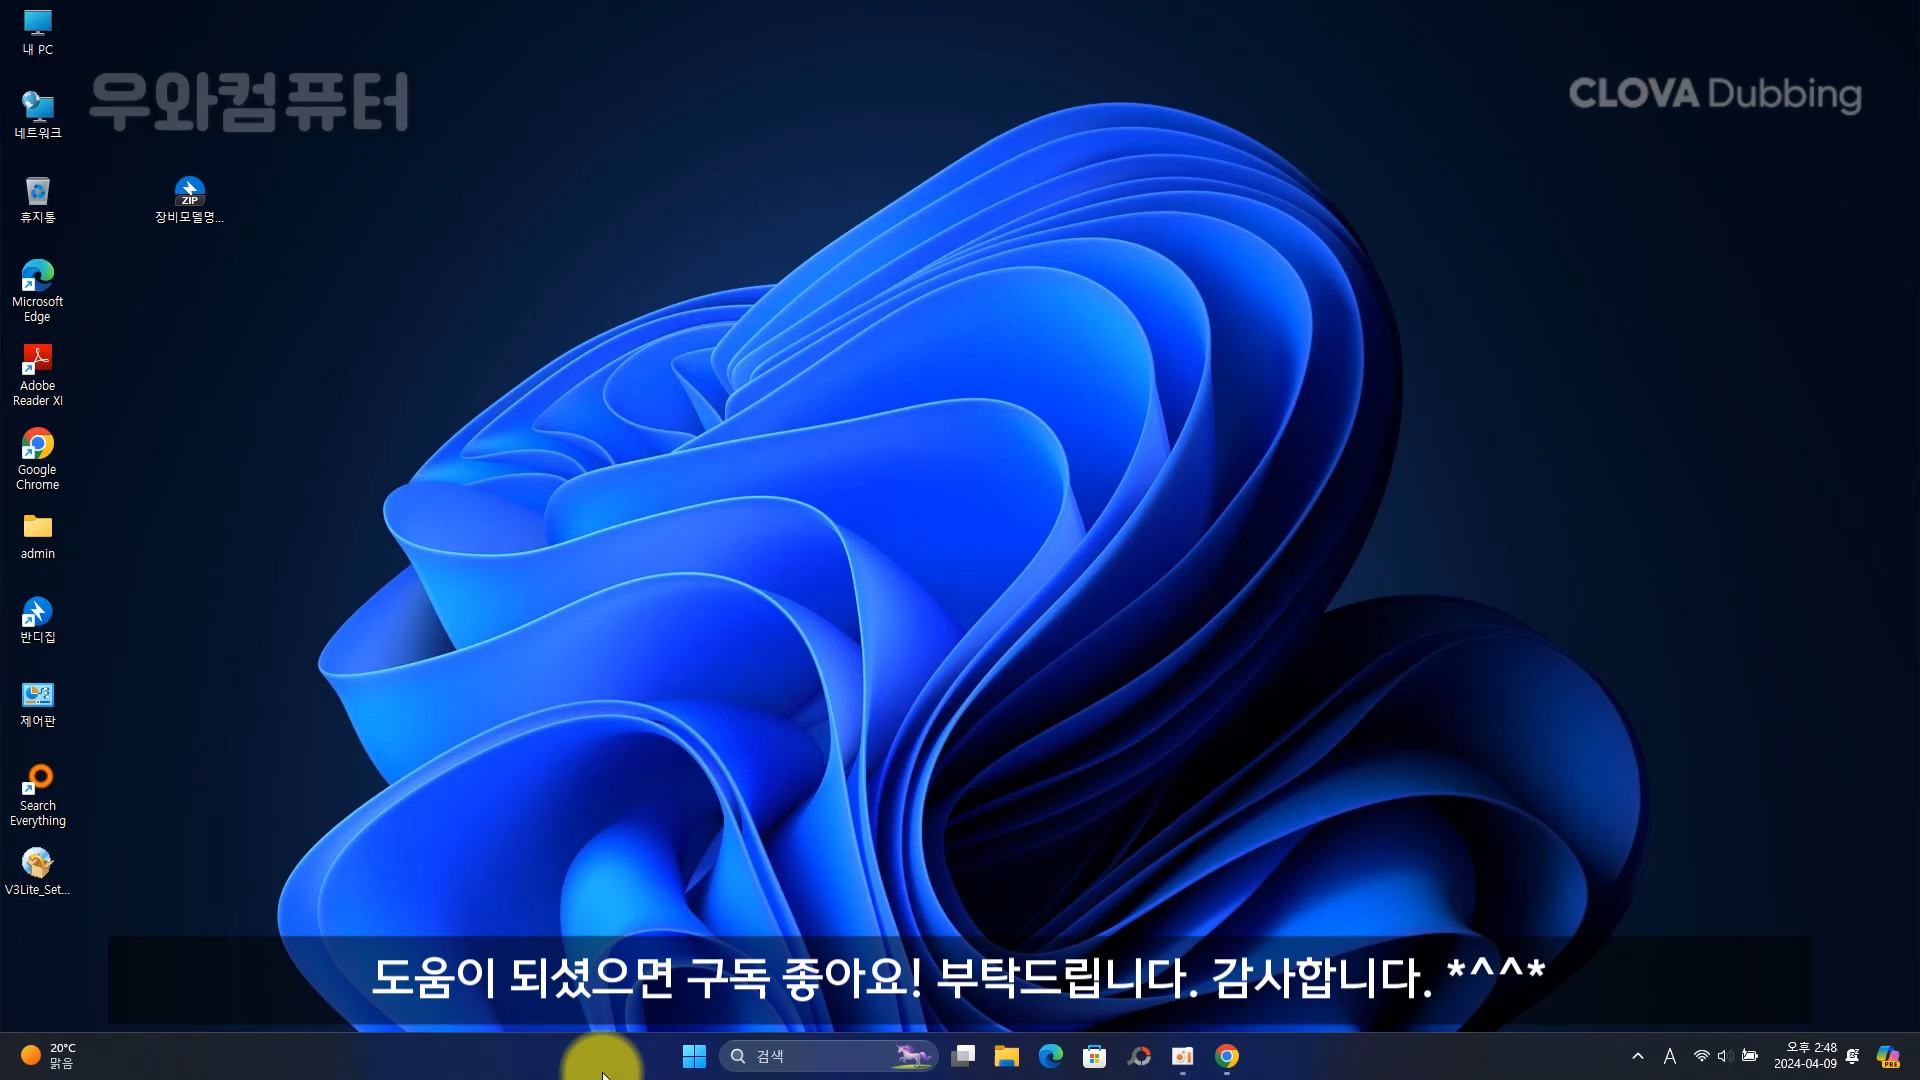 내 PC
우와컴퓨터
CLOVA Dubbing
네트워크
휴지통
ZIP
장비모델명...
Microsoft
Edge
Adobe
Reader XI
Google
Chrome
admin
반디집
제어판
Search
Everything
V3Lite_Set...
도움이 되셨으면 구독 좋아요! 부탁드립니다. 감사합니다. *^^*
20°C
맑음
검색
A
오후 2:48
2024-04-09
PRE